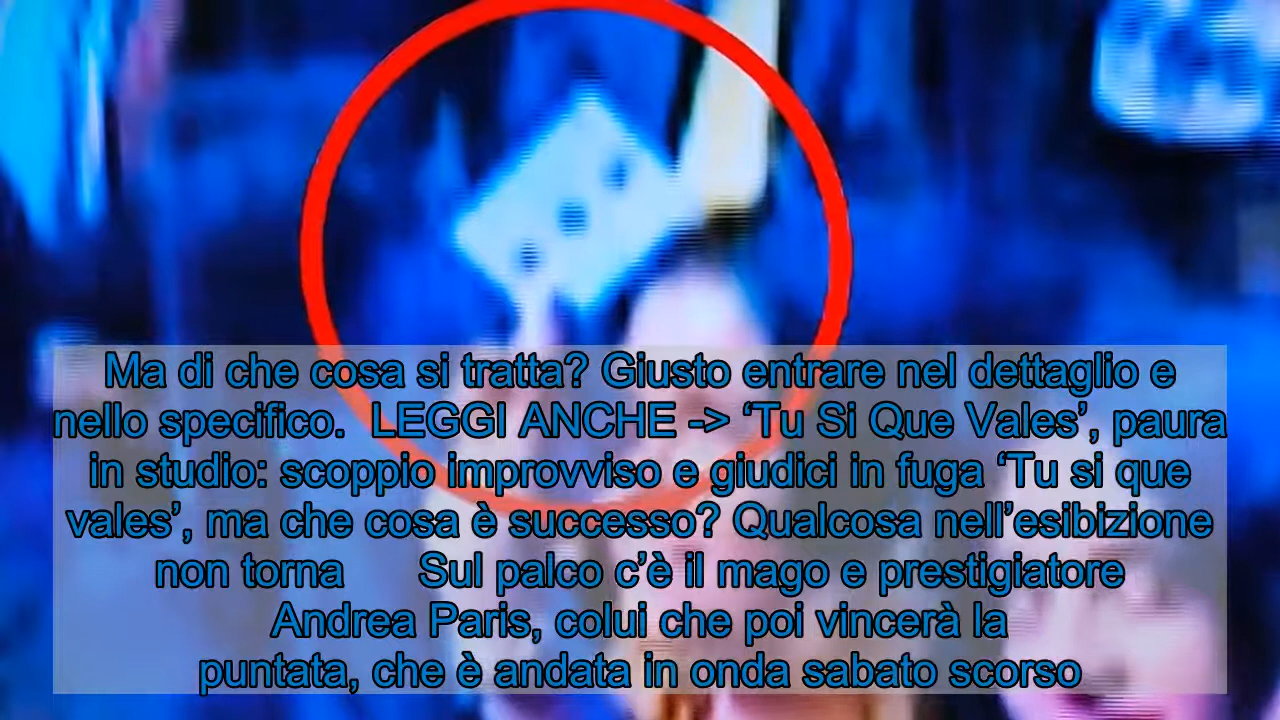 Ma di che cosa si tratta? Giusto entrare nel dettaglio e
nello specifico.  LEGGI ANCHE -> ‘Tu Si Que Vales’, paura
in studio: scoppio improvviso e giudici in fuga ‘Tu si que
vales’, ma che cosa è successo? Qualcosa nell’esibizione
non torna      Sul palco c’è il mago e prestigiatore
Andrea Paris, colui che poi vincerà la
puntata, che è andata in onda sabato scorso